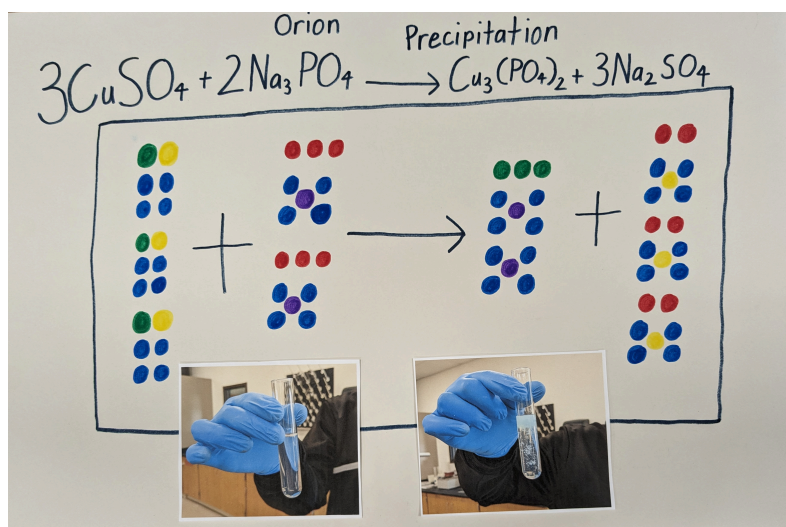 Orion
Precipitation
3CuSO₄ + 2Na₃PO₄ ⟶ Cu₃(PO₄)₂ + 3Na₂SO₄